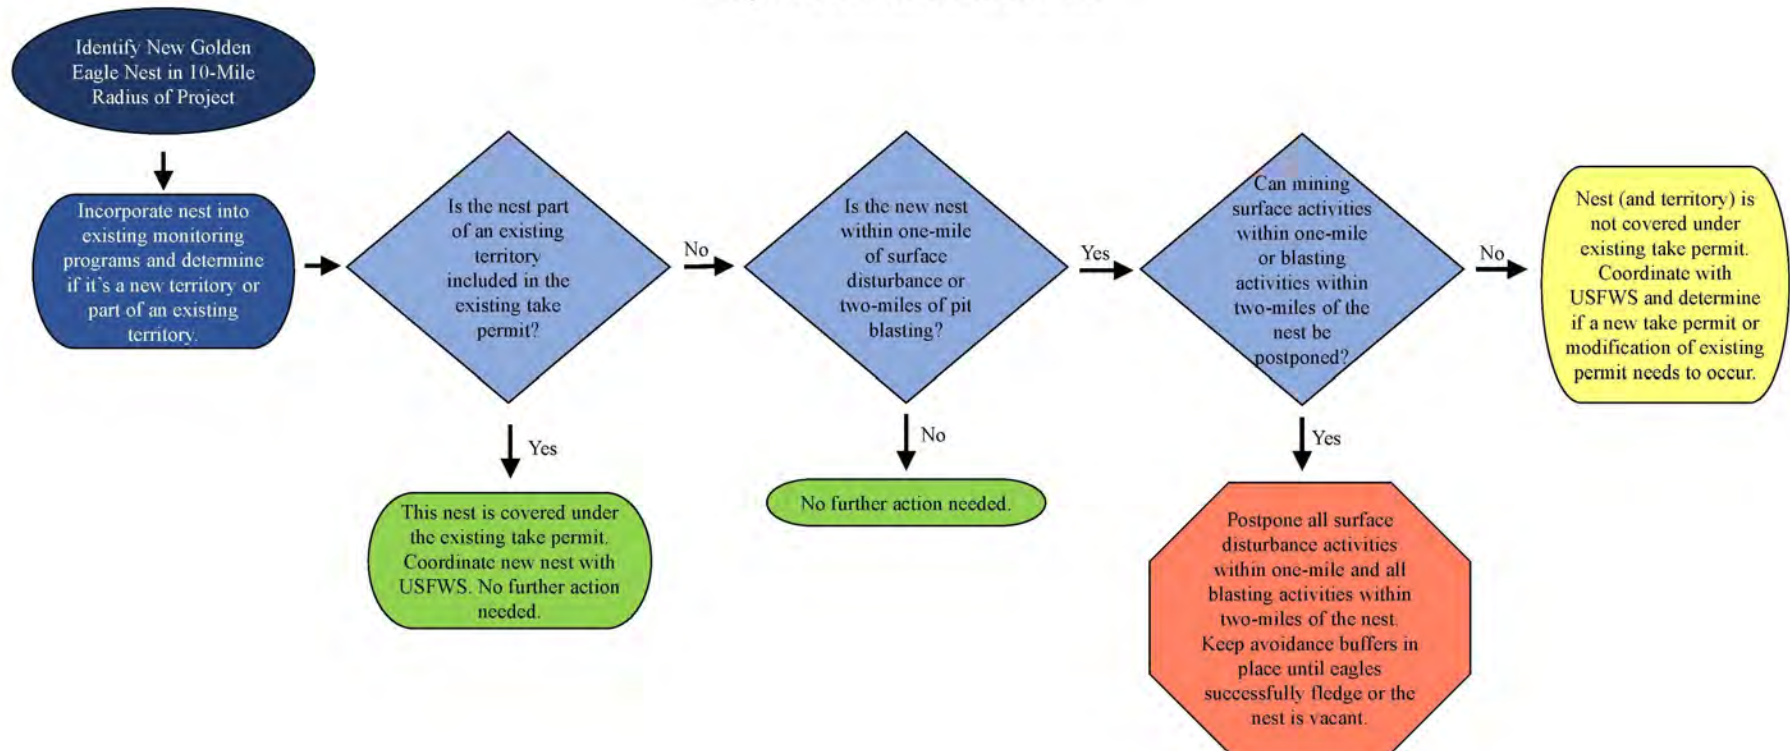 Identify New Golden
Eagle Nest in 10-Mile
Radius of Project
Incorporate nest into
existing monitoring
programs and determine
if it's a new territory or
part of an existing
territory.
Is the nest part
of an existing
territory
included in the
existing take
permit?
No
Yes
This nest is covered under
the existing take permit.
Coordinate new nest with
USFWS. No further action
needed.
Is the new nest
within one-mile
of surface
disturbance or
two-miles of pit
blasting?
Yes
No
No further action needed.
Can mining
surface activities
within one-mile
or blasting
activities within
two-miles of the
nest be
postponed?
No
Yes
Postpone all surface
disturbance activities
within one-mile and all
blasting activities within
two-miles of the nest.
Keep avoidance buffers in
place until eagles
successfully fledge or the
nest is vacant.
Nest (and territory) is
not covered under
existing take permit.
Coordinate with
USFWS and determine
if a new take permit or
modification of existing
permit needs to occur.